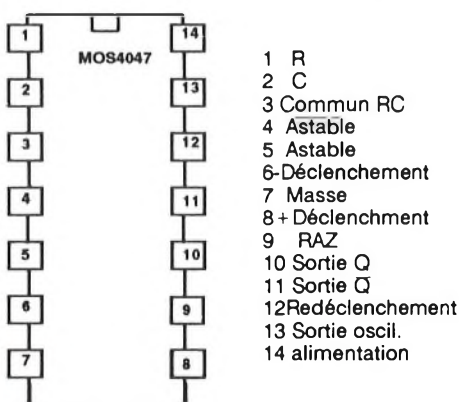 1 14
MOS4047
2 13
3 12
4 11
5 10
6 9
7 8
1 R
2 C
3 Commun RC
4 A̅s̅t̅a̅b̅l̅e̅
5 Astable
6-Déclenchement
7 Masse
8+Déclenchment
9 RAZ
10 Sortie Q
11 Sortie Q̅
12Redéclenchement
13 Sortie oscil.
14 alimentation